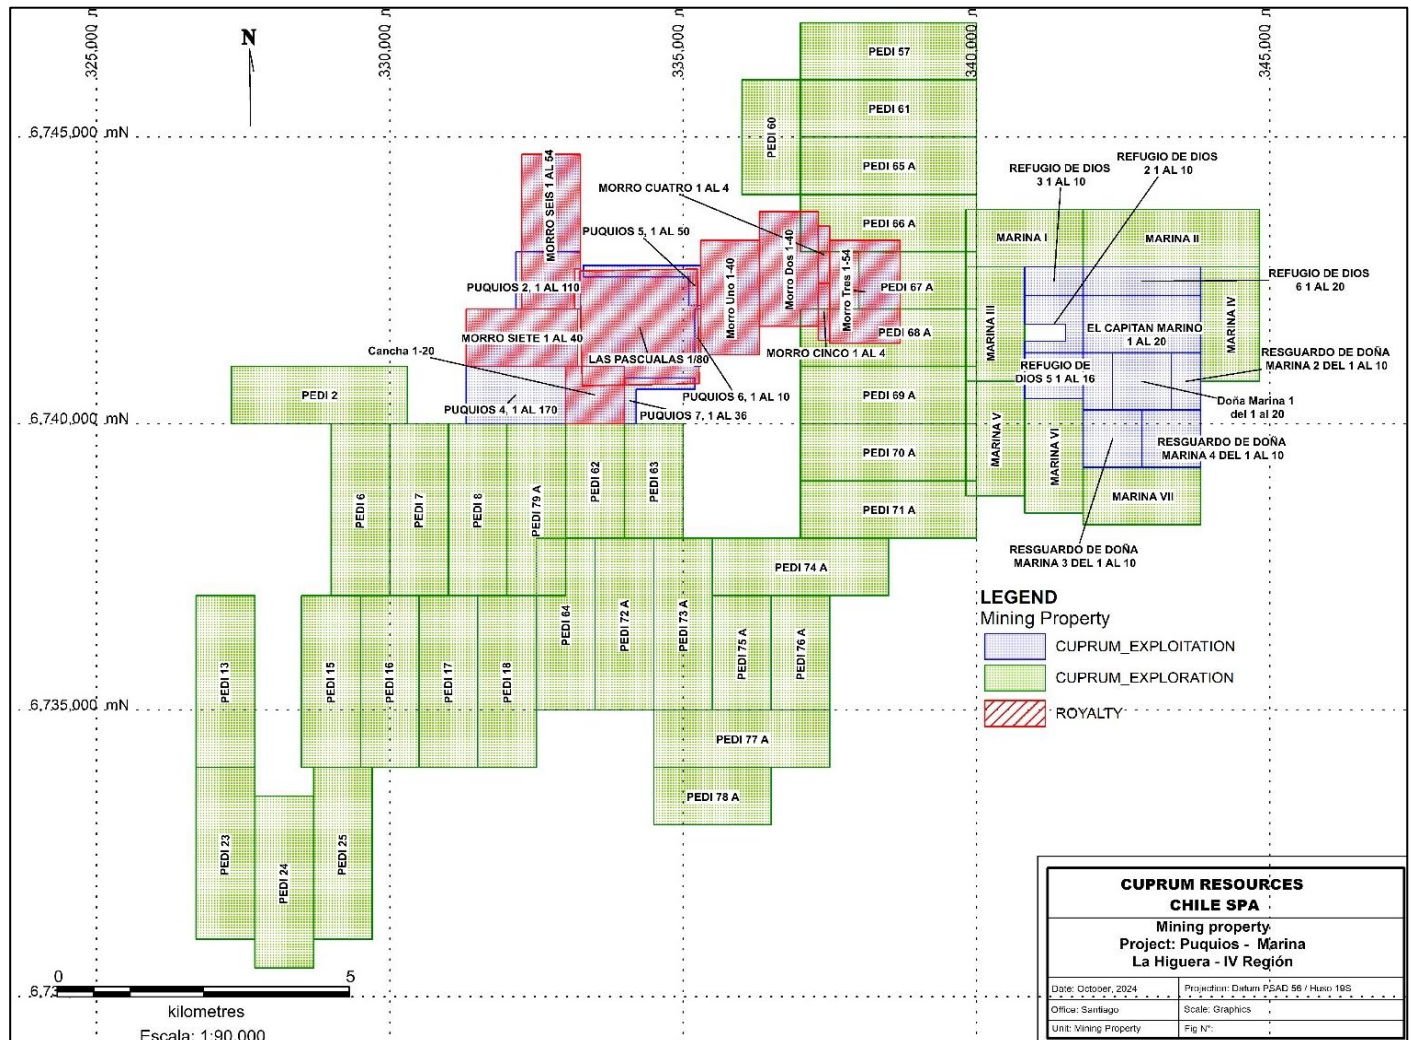 325,000
330,000
335,000
340,000
345,000
N
6,745,000 mN
6,740,000 mN
6,735,000 mN
PEDI 57
PEDI 60
PEDI 61
PEDI 65 A
PEDI 66 A
PEDI 67 A
PEDI 68 A
PEDI 69 A
PEDI 70 A
PEDI 71 A
MORRO SEIS 1 AL 54
MORRO CUATRO 1 AL 4
PUQUIOS 5, 1 AL 50
PUQUIOS 2, 1 AL 110
MORRO SIETE 1 AL 40
LAS PASCUALAS 1/80
Morro Uno 1-40
Morro Dos 1-40
Morro Tres 1-54
MORRO CINCO 1 AL 4
Cancha 1-20
PUQUIOS 4, 1 AL 170
PUQUIOS 6, 1 AL 10
PUQUIOS 7, 1 AL 36
REFUGIO DE DIOS
3 1 AL 10
REFUGIO DE DIOS
2 1 AL 10
REFUGIO DE DIOS
6 1 AL 20
MARINA I
MARINA II
MARINA III
MARINA IV
EL CAPITAN MARINO
1 AL 20
REFUGIO DE
DIOS 5 1 AL 16
RESGUARDO DE DOÑA
MARINA 2 DEL 1 AL 10
Doña Marina 1
del 1 al 20
RESGUARDO DE DOÑA
MARINA 4 DEL 1 AL 10
MARINA V
MARINA VI
MARINA VII
RESGUARDO DE DOÑA
MARINA 3 DEL 1 AL 10
PEDI 2
PEDI 6
PEDI 7
PEDI 8
PEDI 79 A
PEDI 62
PEDI 63
PEDI 74 A
PEDI 13
PEDI 15
PEDI 16
PEDI 17
PEDI 18
PEDI 64
PEDI 72 A
PEDI 73 A
PEDI 75 A
PEDI 76 A
PEDI 77 A
PEDI 78 A
PEDI 23
PEDI 24
PEDI 25
LEGEND
Mining Property
CUPRUM_EXPLOITATION
CUPRUM_EXPLORATION
ROYALTY
0 5
kilometres
Escala: 1:90.000
CUPRUM RESOURCES
CHILE SPA
Mining property
Project: Puquios - Marina
La Higuera - IV Región
Date: October, 2024
Projection: Datum PSAD 56 / Huso 19S
Office: Santiago
Scale: Graphics
Unit: Mining Property
Fig N°: